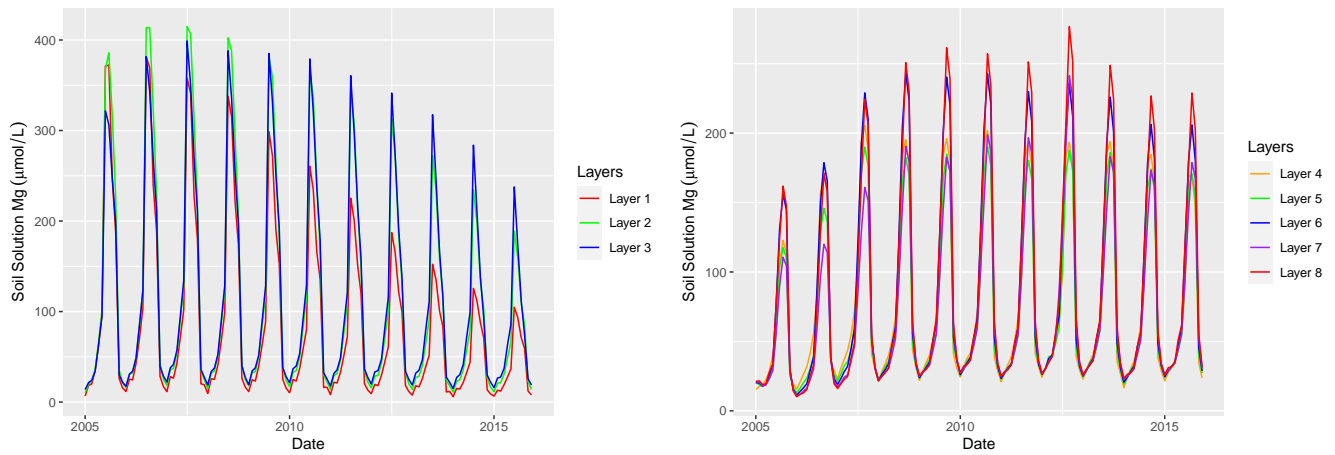 Soil Solution Mg (μmol/L)
400
300
200
100
0
2005
2010
2015
Date
Layers
Layer 1
Layer 2
Layer 3
Soil Solution Mg (μmol/L)
200
100
0
2005
2010
2015
Date
Layers
Layer 4
Layer 5
Layer 6
Layer 7
Layer 8